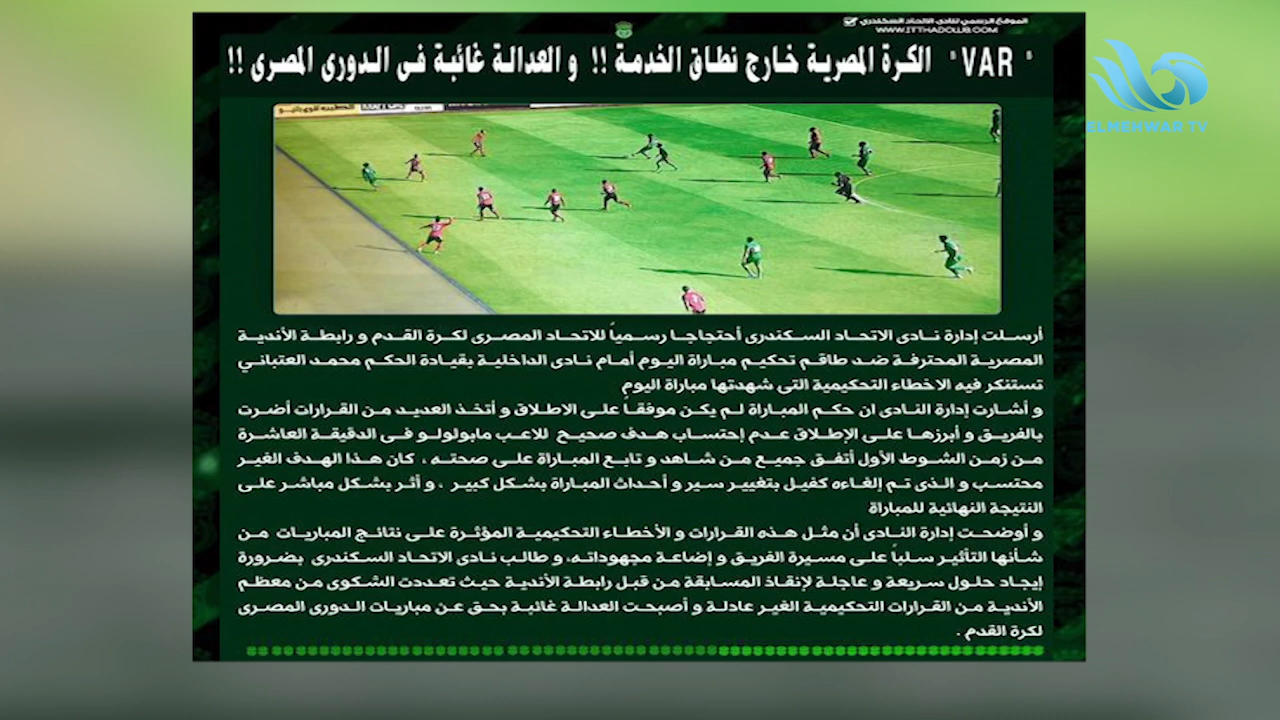 الموقع الرسمي لنادي الاتحاد السكندري
WWW.ITTIHADCLUB.COM
" VAR " الكرة المصرية خارج نطاق الخدمة !! و العدالة غائبة فى الدورى المصرى !!
ELMEHWAR TV
أرسلت إدارة نادى الاتحاد السكندرى أحتجاجا رسمياً للاتحاد المصرى لكرة القدم و رابطة الأندية
المصرية المحترفة ضد طاقم تحكيم مباراة اليوم أمام نادى الداخلية بقيادة الحكم محمد العتبانى
تستنكر فيه الاخطاء التحكيمية التى شهدتها مباراة اليوم
و أشارت إدارة النادى ان حكم المباراة لم يكن موفقاً على الاطلاق و أتخذ العديد من القرارات أضرت
بالفريق و أبرزها على الإطلاق عدم إحتساب هدف صحيح للاعب مابولولو فى الدقيقة العاشرة
من زمن الشوط الأول أتفق جميع من شاهد و تابع المباراة على صحته ، كان هذا الهدف الغير
محتسب و الذى تم إلغاءه كفيل بتغيير سير و أحداث المباراة بشكل كبير ، و أثر بشكل مباشر على
النتيجة النهائية للمباراة
و أوضحت إدارة النادى أن مثل هذه القرارات و الأخطاء التحكيمية المؤثرة على نتائج المباريات من
شأنها التأثير سلباً على مسيرة الفريق و إضاعة مجهوداته، و طالب نادى الاتحاد السكندرى بضرورة
إيجاد حلول سريعة و عاجلة لإنقاذ المسابقة من قبل رابطة الأندية حيث تعددت الشكوى من معظم
الأندية من القرارات التحكيمية الغير عادلة و أصبحت العدالة غائبة بحق عن مباريات الدورى المصرى
لكرة القدم .